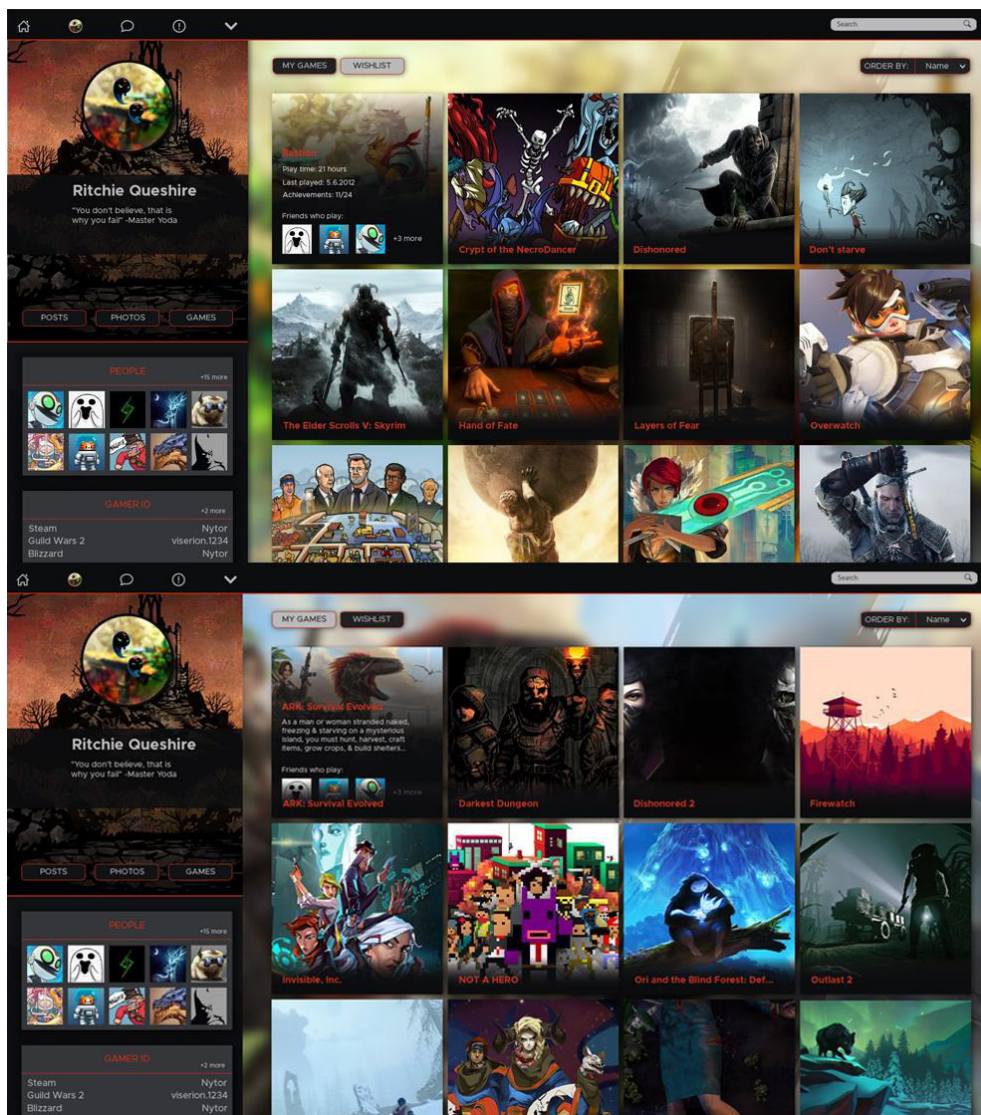 Search
MY GAMES
WISHLIST
ORDER BY: Name
Ritchie Queshire
"You don't believe, that is
why you fail" -Master Yoda
POSTS
PHOTOS
GAMES
PEOPLE
+15 more
GAMER ID
+2 more
Steam Nytor
Guild Wars 2 viserion.1234
Blizzard Nytor
Bastion
Play time: 21 hours
Last played: 5.6.2012
Achievements: 11/24
Friends who play:
+3 more
Crypt of the NecroDancer
Dishonored
Don't starve
The Elder Scrolls V: Skyrim
Hand of Fate
Layers of Fear
Overwatch
Search
MY GAMES
WISHLIST
ORDER BY: Name
Ritchie Queshire
"You don't believe, that is
why you fail" -Master Yoda
POSTS
PHOTOS
GAMES
PEOPLE
+15 more
GAMER ID
+2 more
Steam Nytor
Guild Wars 2 viserion.1234
Blizzard Nytor
ARK: Survival Evolved
As a man or woman stranded naked,
freezing & starving on a mysterious
island, you must hunt, harvest, craft
items, grow crops, & build shelters...
Friends who play:
+3 more
ARK: Survival Evolved
Darkest Dungeon
Dishonored 2
Firewatch
Invisible, Inc.
NOT A HERO
Ori and the Blind Forest: Def...
Outlast 2